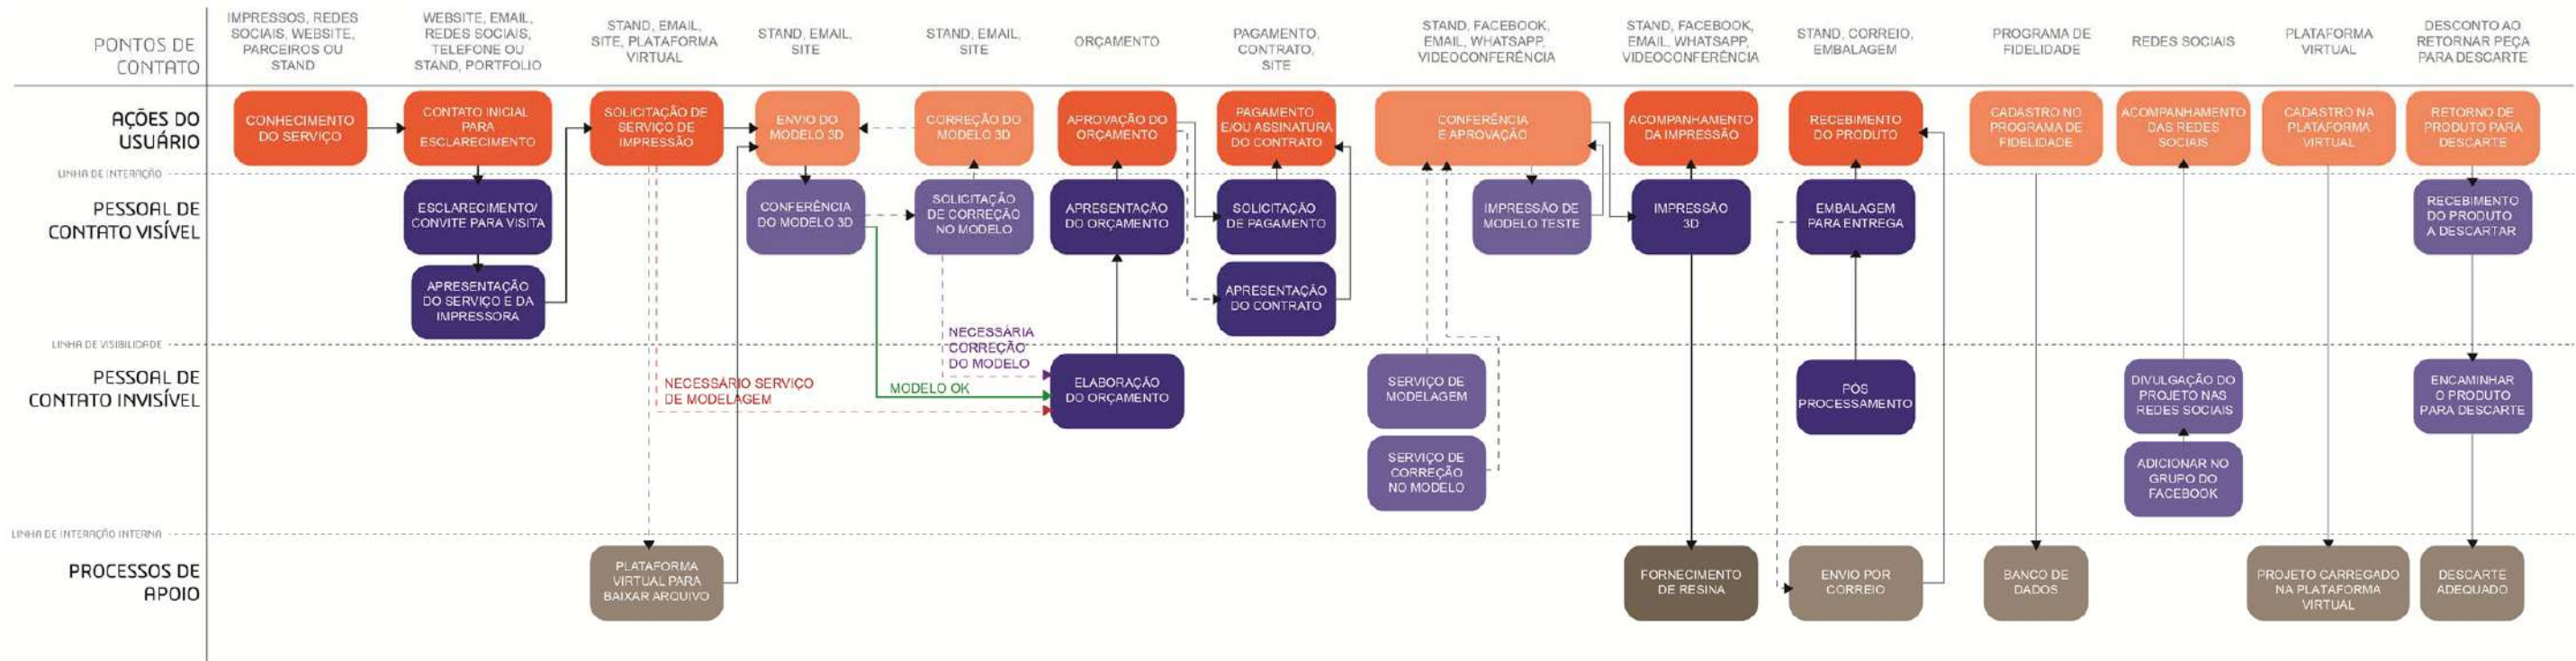 PONTOS DE
CONTATO
IMPRESSOS, REDES
SOCIAIS, WEBSITE,
PARCEIROS OU
STAND
WEBSITE, EMAIL,
REDES SOCIAIS,
TELEFONE OU
STAND, PORTFOLIO
STAND, EMAIL,
SITE, PLATAFORMA
VIRTUAL
STAND, EMAIL,
SITE
STAND, EMAIL,
SITE
ORÇAMENTO
PAGAMENTO,
CONTRATO,
SITE
STAND, FACEBOOK,
EMAIL, WHATSAPP,
VIDEOCONFERÊNCIA
STAND, FACEBOOK,
EMAIL, WHATSAPP,
VIDEOCONFERÊNCIA
STAND, CORREIO,
EMBALAGEM
PROGRAMA DE
FIDELIDADE
REDES SOCIAIS
PLATAFORMA
VIRTUAL
DESCONTO AO
RETORNAR PEÇA
PARA DESCARTE
AÇÕES DO
USUÁRIO
CONHECIMENTO
DO SERVIÇO
CONTATO INICIAL
PARA
ESCLARECIMENTO
SOLICITAÇÃO DE
SERVIÇO DE
IMPRESSÃO
ENVIO DO
MODELO 3D
CORREÇÃO DO
MODELO 3D
APROVAÇÃO DO
ORÇAMENTO
PAGAMENTO
E/OU ASSINATURA
DO CONTRATO
CONFERÊNCIA
E APROVAÇÃO
ACOMPANHAMENTO
DA IMPRESSÃO
RECEBIMENTO
DO PRODUTO
CADASTRO NO
PROGRAMA DE
FIDELIDADE
ACOMPANHAMENTO
DAS REDES
SOCIAIS
CADASTRO NA
PLATAFORMA
VIRTUAL
RETORNO DE
PRODUTO PARA
DESCARTE
LINHA DE INTERAÇÃO
PESSOAL DE
CONTATO VISÍVEL
ESCLARECIMENTO/
CONVITE PARA VISITA
APRESENTAÇÃO
DO SERVIÇO E DA
IMPRESSORA
CONFERÊNCIA
DO MODELO 3D
SOLICITAÇÃO
DE CORREÇÃO
NO MODELO
APRESENTAÇÃO
DO ORÇAMENTO
SOLICITAÇÃO
DE PAGAMENTO
APRESENTAÇÃO
DO CONTRATO
IMPRESSÃO DE
MODELO TESTE
IMPRESSÃO
3D
EMBALAGEM
PARA ENTREGA
RECEBIMENTO
DO PRODUTO
A DESCARTAR
LINHA DE VISIBILIDADE
PESSOAL DE
CONTATO INVISÍVEL
NECESSÁRIO SERVIÇO
DE MODELAGEM
MODELO OK
NECESSÁRIA
CORREÇÃO
DO MODELO
ELABORAÇÃO
DO ORÇAMENTO
SERVIÇO DE
MODELAGEM
SERVIÇO DE
CORREÇÃO
NO MODELO
PÓS
PROCESSAMENTO
DIVULGAÇÃO DO
PROJETO NAS
REDES SOCIAIS
ADICIONAR NO
GRUPO DO
FACEBOOK
ENCAMINHAR
O PRODUTO
PARA DESCARTE
LINHA DE INTERAÇÃO INTERNA
PROCESSOS DE
APOIO
PLATAFORMA
VIRTUAL PARA
BAIXAR ARQUIVO
FORNECIMENTO
DE RESINA
ENVIO POR
CORREIO
BANCO DE
DADOS
PROJETO CARREGADO
NA PLATAFORMA
VIRTUAL
DESCARTE
ADEQUADO